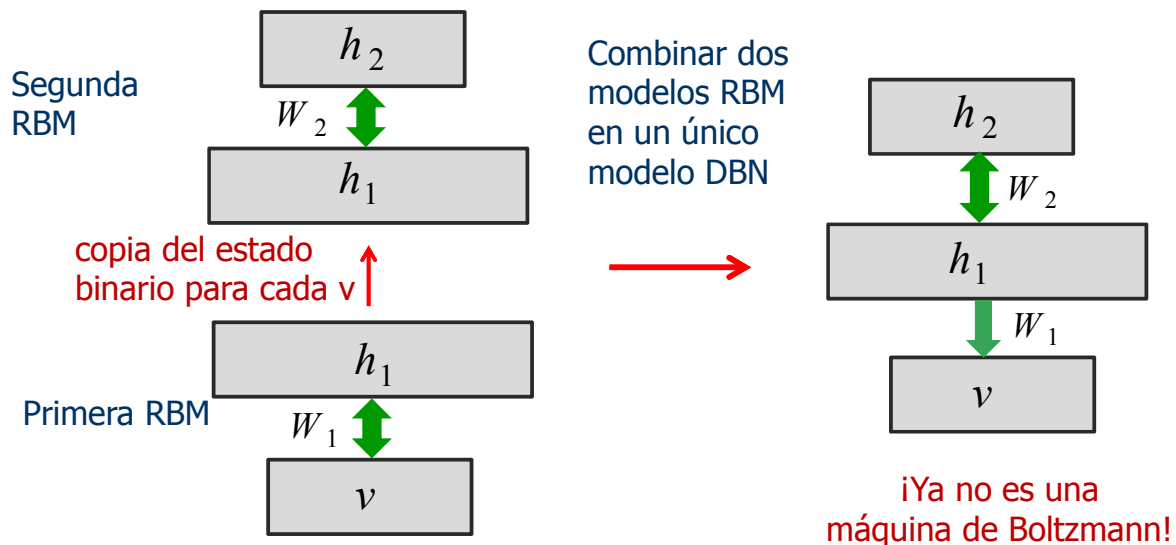 Segunda
RBM
h₂
W₂
h₁
copia del estado
binario para cada v
h₁
Primera RBM
W₁
v
Combinar dos
modelos RBM
en un único
modelo DBN
h₂
W₂
h₁
W₁
v
¡Ya no es una
máquina de Boltzmann!